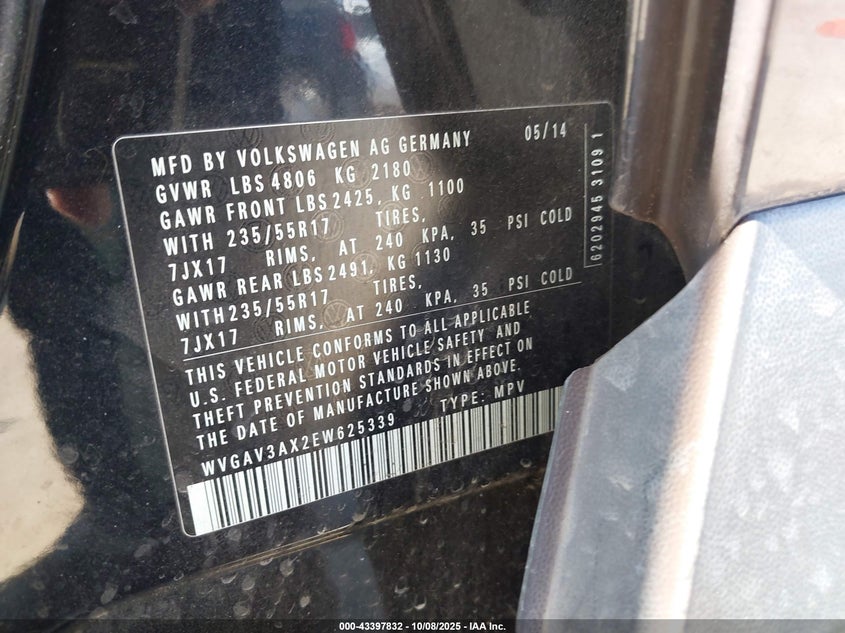 MFD BY VOLKSWAGEN AG GERMANY 05/14
GVWR LBS 4806 KG 2180
GAWR FRONT LBS 2425, KG 1100
WITH 235/55R17 TIRES,
7JX17 RIMS, AT 240 KPA, 35 PSI COLD
GAWR REAR LBS 2491, KG 1130
WITH 235/55R17 TIRES,
7JX17 RIMS, AT 240 KPA, 35 PSI COLD
THIS VEHICLE CONFORMS TO ALL APPLICABLE
U.S. FEDERAL MOTOR VEHICLE SAFETY AND
THEFT PREVENTION STANDARDS IN EFFECT ON
THE DATE OF MANUFACTURE SHOWN ABOVE.
WVGAV3AX2EW625339 TYPE: MPV
6202945 3109 1
000-43397832 - 10/08/2025 - IAA Inc.